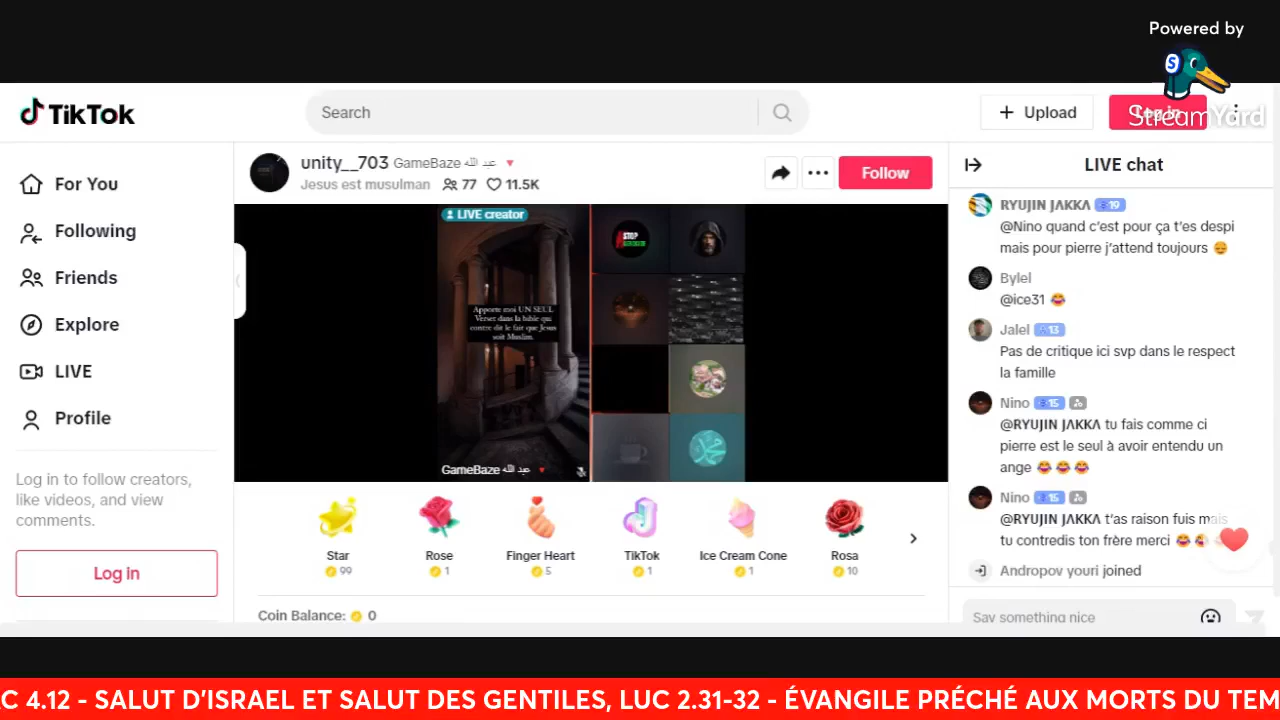 Powered by
StreamYard
TikTok
Search
Upload
Log in
For You
Following
Friends
Explore
LIVE
Profile
Log in to follow creators,
like videos, and view
comments.
Log in
unity__703 GameBaze عبد الله 🔻
Jesus est musulman 77 11.5K
Follow
LIVE creator
Apporte moi UN SEUL
Verset dans la bible qui
contre dit le fait que Jesus
soit Muslim.
STOP
GameBaze عبد الله 🔻
Star
99
Rose
1
Finger Heart
5
TikTok
1
Ice Cream Cone
1
Rosa
10
Coin Balance: 0
LIVE chat
RYUJIN JΛKKΛ 19
@Nino quand c'est pour ça t'es despi
mais pour pierre j'attend toujours 😑
Bylel
@ice31 😂
Jalel 13
Pas de critique ici svp dans le respect
la famille
Nino 15
@RYUJIN JΛKKΛ tu fais comme ci
pierre est le seul à avoir entendu un
ange 😂😂😂
Nino 15
@RYUJIN JΛKKΛ t'as raison fuis mais
tu contredis ton frère merci 😂
Andropov youri joined
Say something nice
C 4.12 - SALUT D'ISRAEL ET SALUT DES GENTILES, LUC 2.31-32 - ÉVANGILE PRÉCHÉ AUX MORTS DU TEM